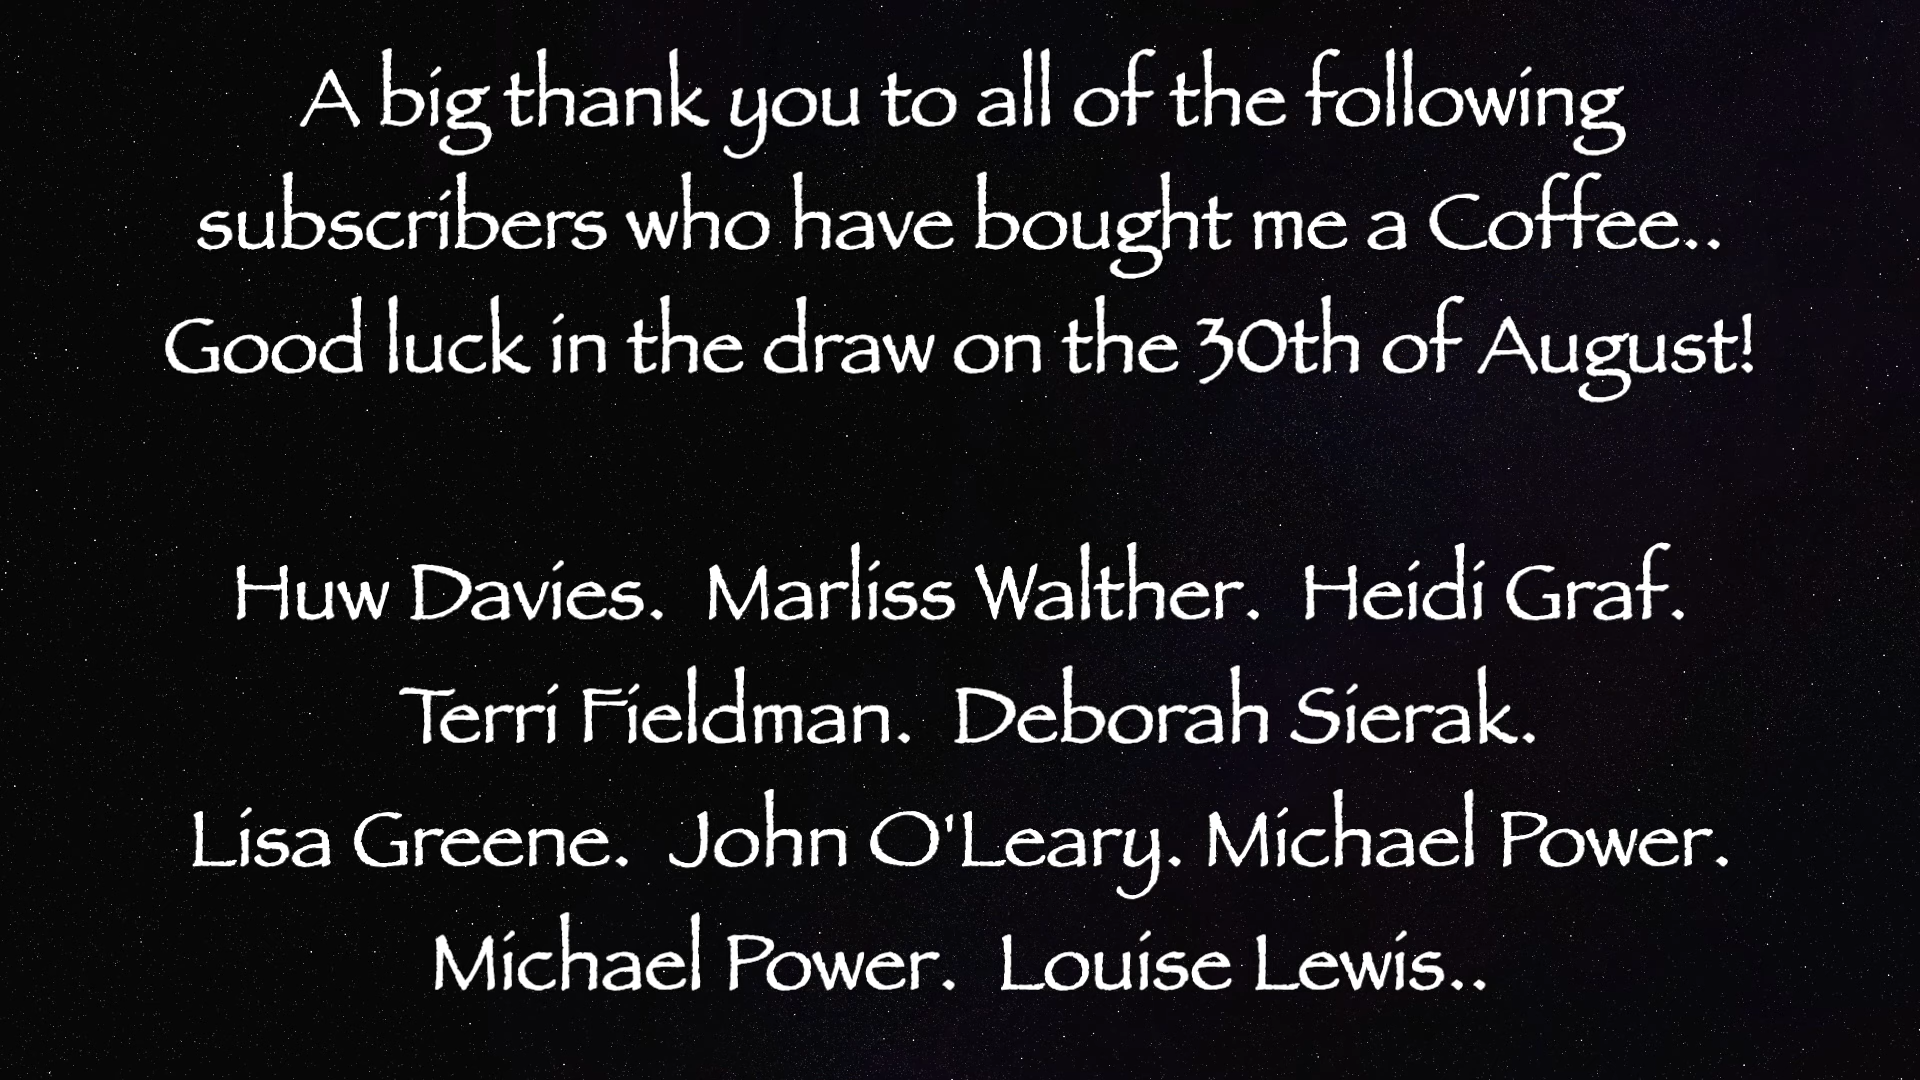 A big thank you to all of the following
subscribers who have bought me a Coffee..
Good luck in the draw on the 30th of August!
Huw Davies.  Marliss Walther.  Heidi Graf.
Terri Fieldman.  Deborah Sierak.
Lisa Greene.  John O'Leary. Michael Power.
Michael Power.  Louise Lewis..